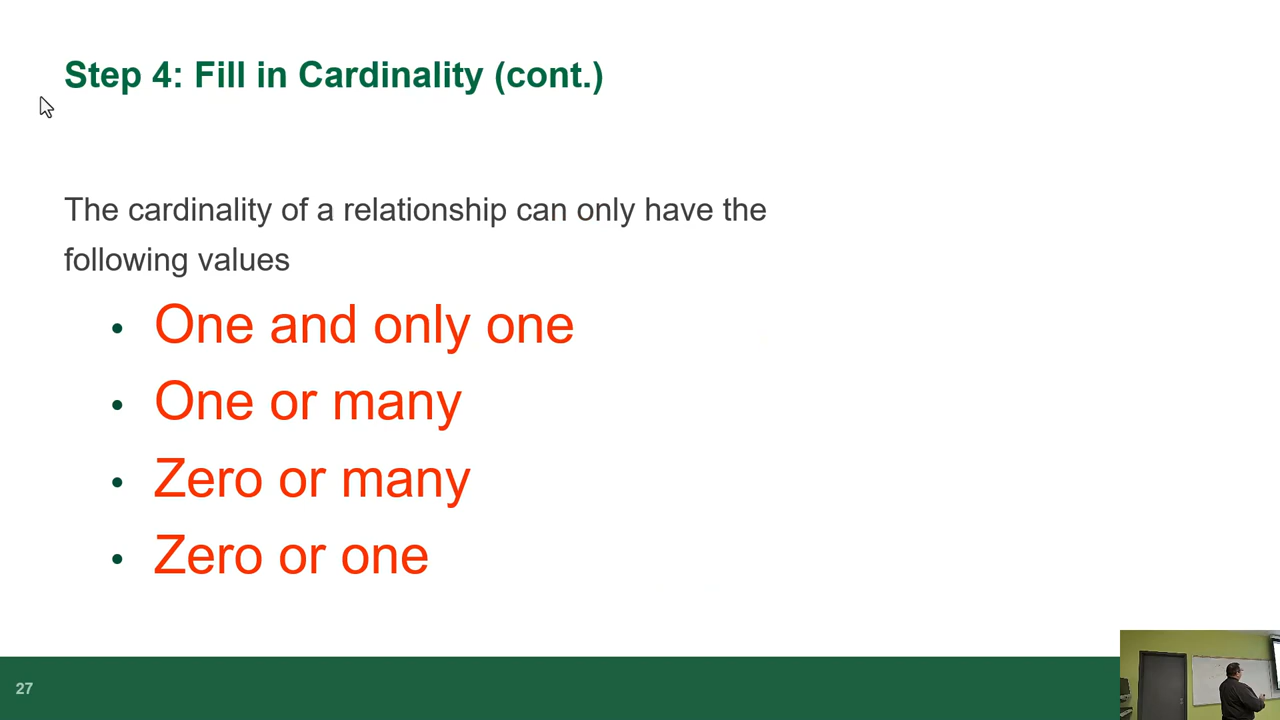 Step 4: Fill in Cardinality (cont.)
The cardinality of a relationship can only have the
following values
• One and only one
• One or many
• Zero or many
• Zero or one
27